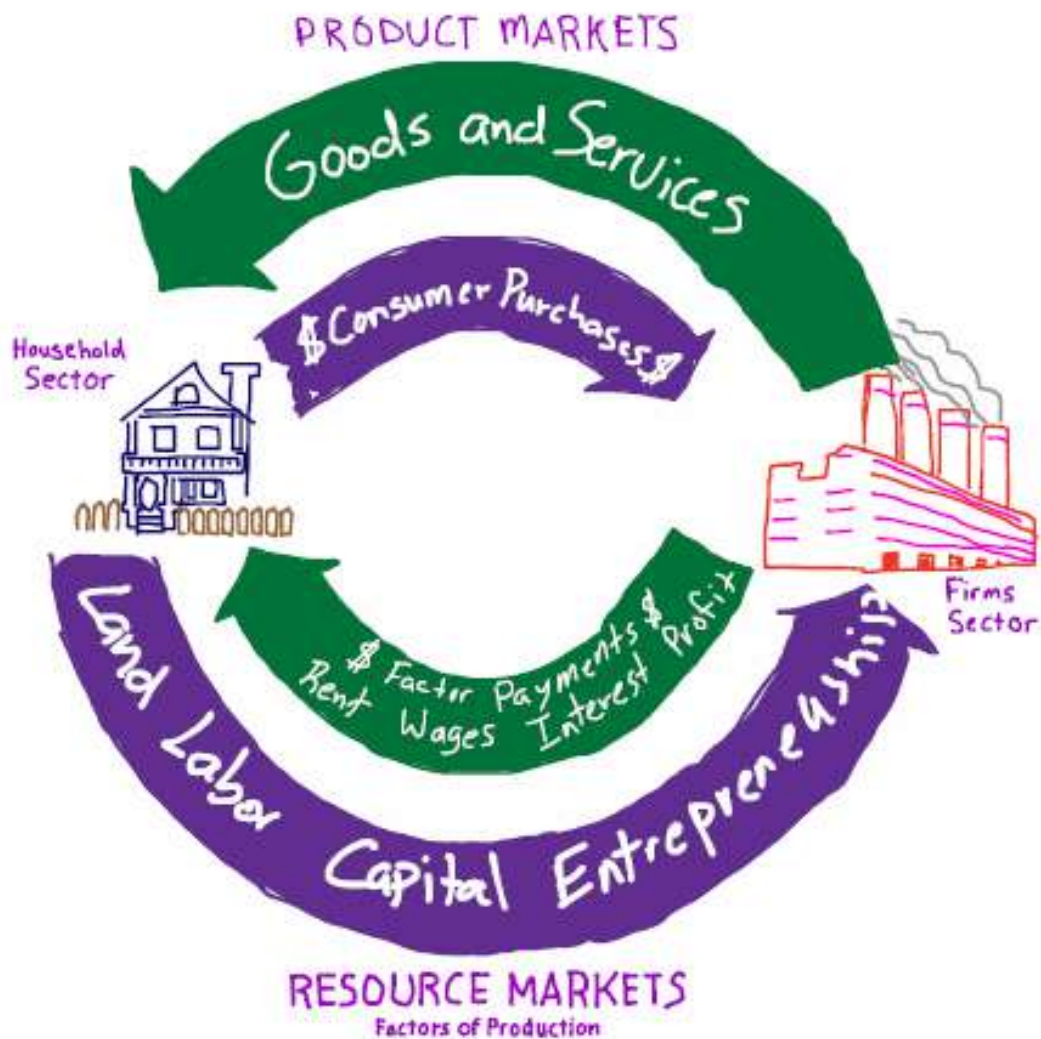 PRODUCT MARKETS
Goods and Services
$ Consumer Purchases $
Household
Sector
Firms
Sector
$ Factor Payments $
Rent Wages Interest Profit
Land Labor Capital Entrepreneurship
RESOURCE MARKETS
Factors of Production